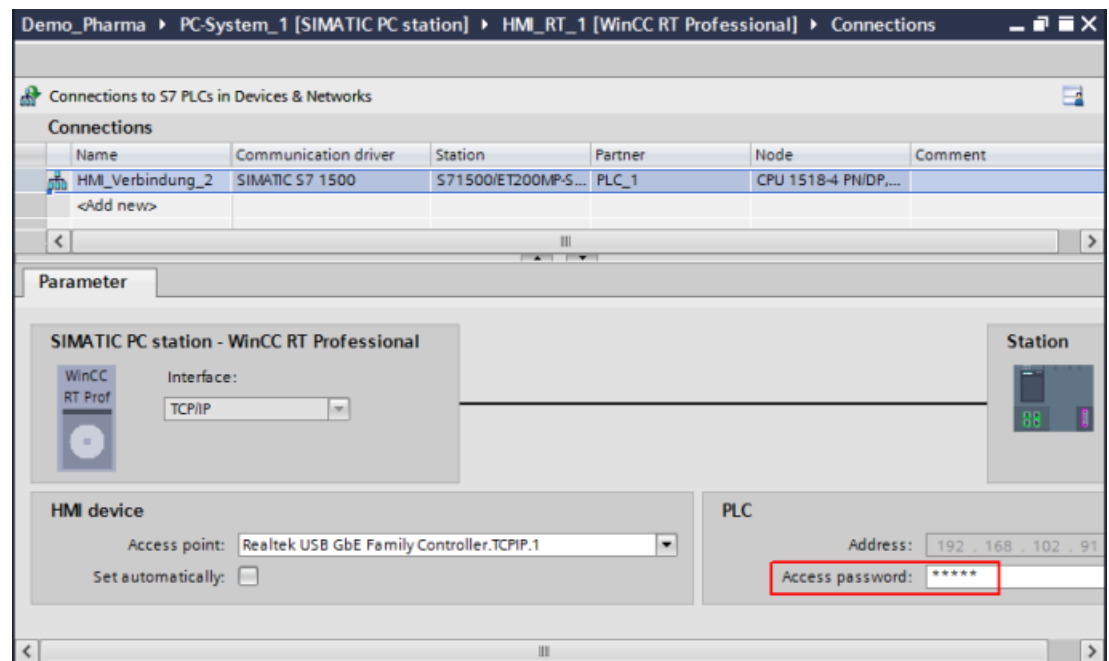 Demo_Pharma ▸ PC-System_1 [SIMATIC PC station] ▸ HMI_RT_1 [WinCC RT Professional] ▸ Connections
Connections to S7 PLCs in Devices & Networks
Connections
Name Communication driver Station Partner Node Comment
HMI_Verbindung_2 SIMATIC S7 1500 S71500/ET200MP-S... PLC_1 CPU 1518-4 PN/DP,...
<Add new>
Parameter
SIMATIC PC station - WinCC RT Professional
Station
WinCC
RT Prof
Interface:
TCP/IP
HMI device
Access point: Realtek USB GbE Family Controller.TCPIP.1
Set automatically:
PLC
Address: 192 . 168 . 102 . 91
Access password: *****